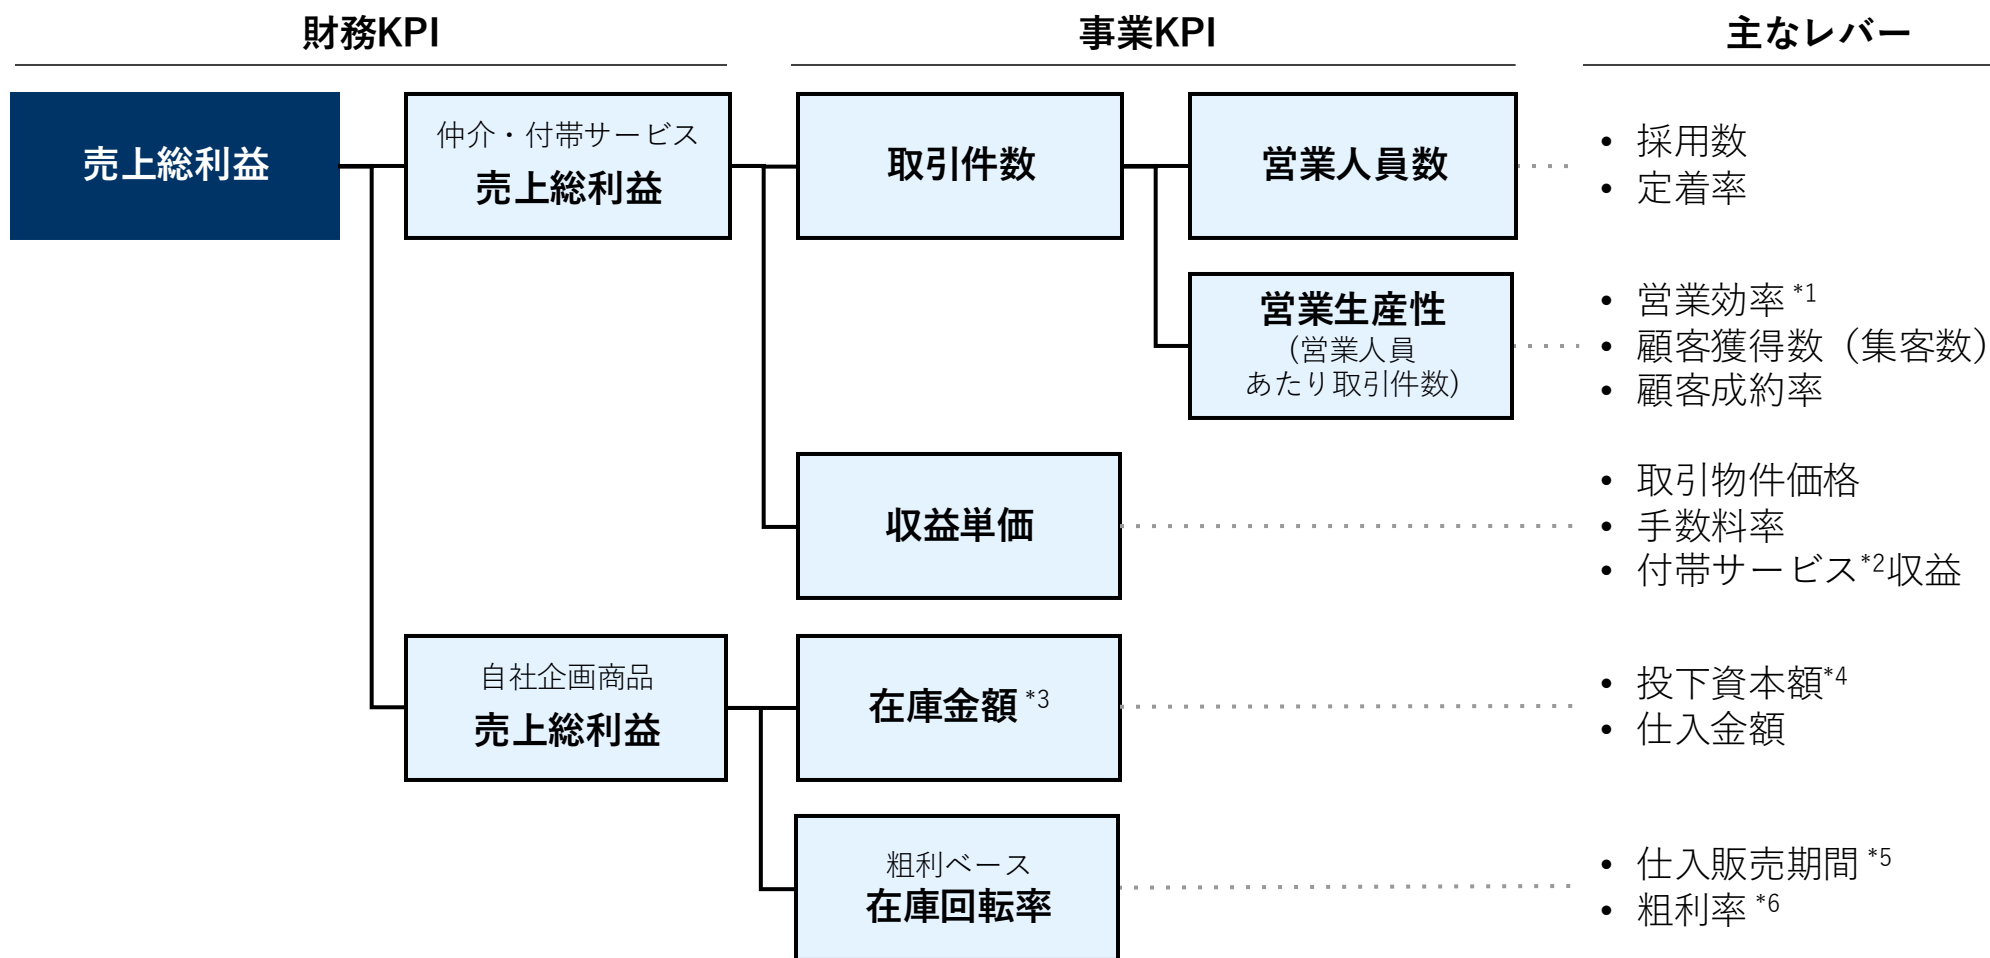 財務KPI
事業KPI
主なレバー
売上総利益
仲介・付帯サービス
売上総利益
取引件数
営業人員数
• 採用数
• 定着率
営業生産性
（営業人員
あたり取引件数）
• 営業効率 *1
• 顧客獲得数（集客数）
• 顧客成約率
収益単価
• 取引物件価格
• 手数料率
• 付帯サービス*2収益
自社企画商品
売上総利益
在庫金額 *3
• 投下資本額*4
• 仕入金額
粗利ベース
在庫回転率
• 仕入販売期間 *5
• 粗利率 *6